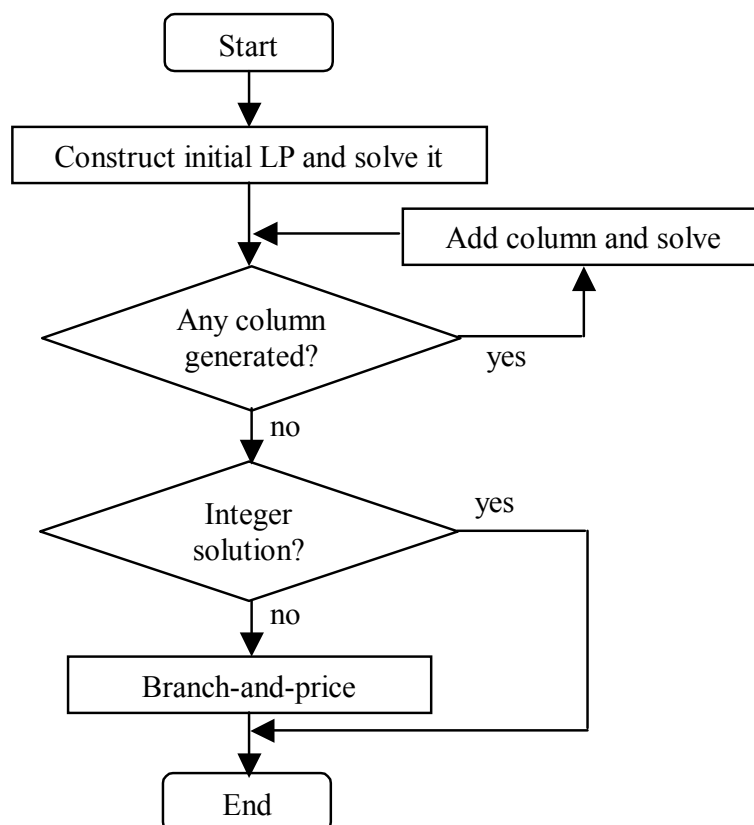 Start
Construct initial LP and solve it
Add column and solve
Any column
generated?
yes
no
Integer
solution?
yes
no
Branch-and-price
End